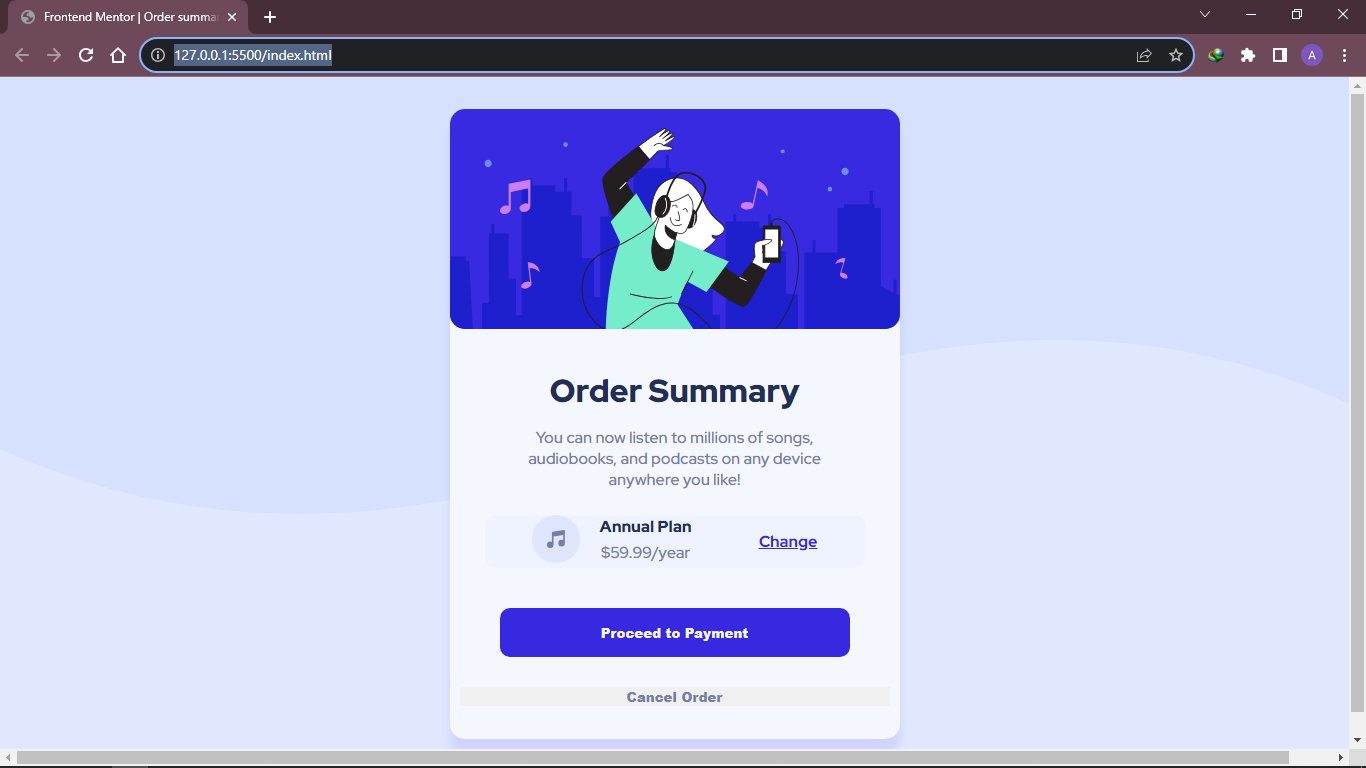 Frontend Mentor | Order summa
127.0.0.1:5500/index.html
A
Order Summary
You can now listen to millions of songs,
audiobooks, and podcasts on any device
anywhere you like!
Annual Plan
$59.99/year
Change
Proceed to Payment
Cancel Order